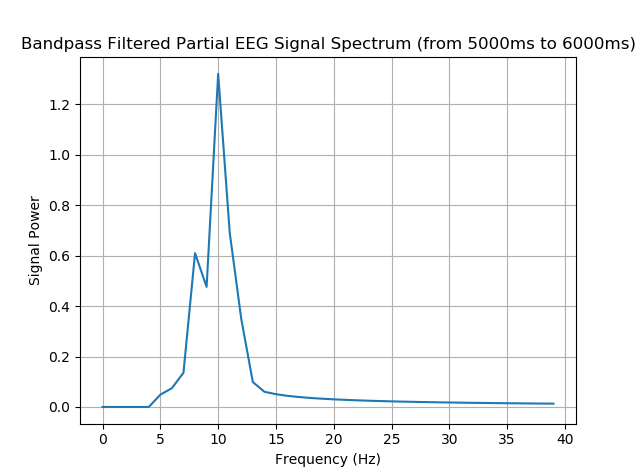 Bandpass Filtered Partial EEG Signal Spectrum (from 5000ms to 6000ms)
Signal Power
1.2
1.0
0.8
0.6
0.4
0.2
0.0
0 5 10 15 20 25 30 35 40
Frequency (Hz)